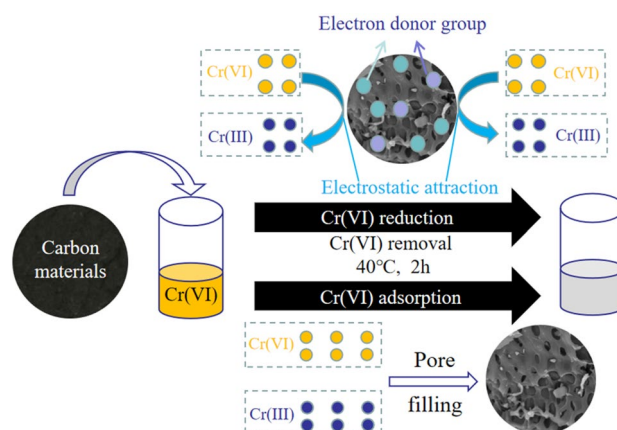 Electron donor group
Cr(VI)
Cr(VI)
Cr(III)
Cr(III)
Electrostatic attraction
Carbon
materials
Cr(VI)
Cr(VI) reduction
Cr(VI) removal
40℃, 2h
Cr(VI) adsorption
Cr(VI)
Cr(III)
Pore
filling